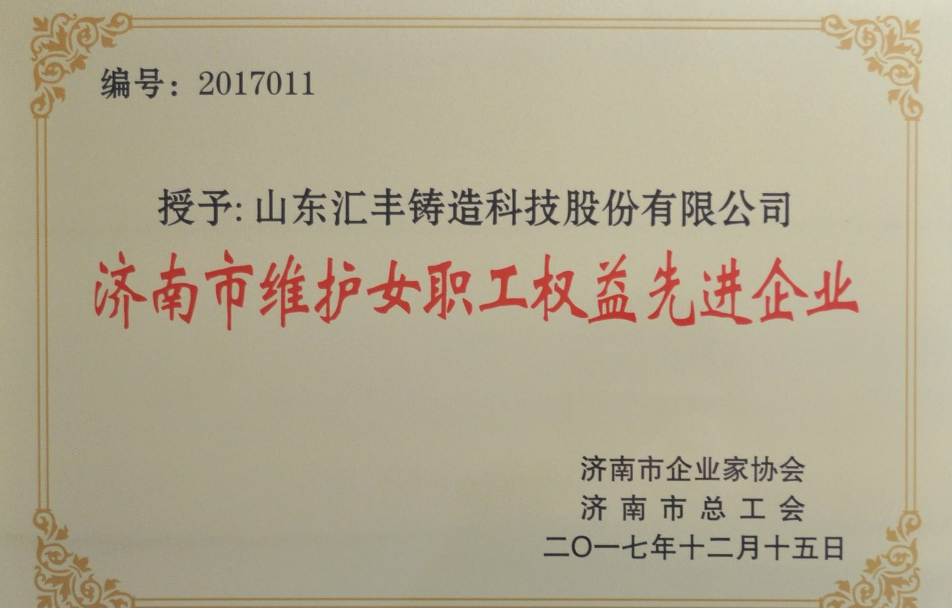 编号：2017011
授予:山东汇丰铸造科技股份有限公司
济南市维护女职工权益先进企业
济南市企业家协会
济南市总工会
二〇一七年十二月十五日